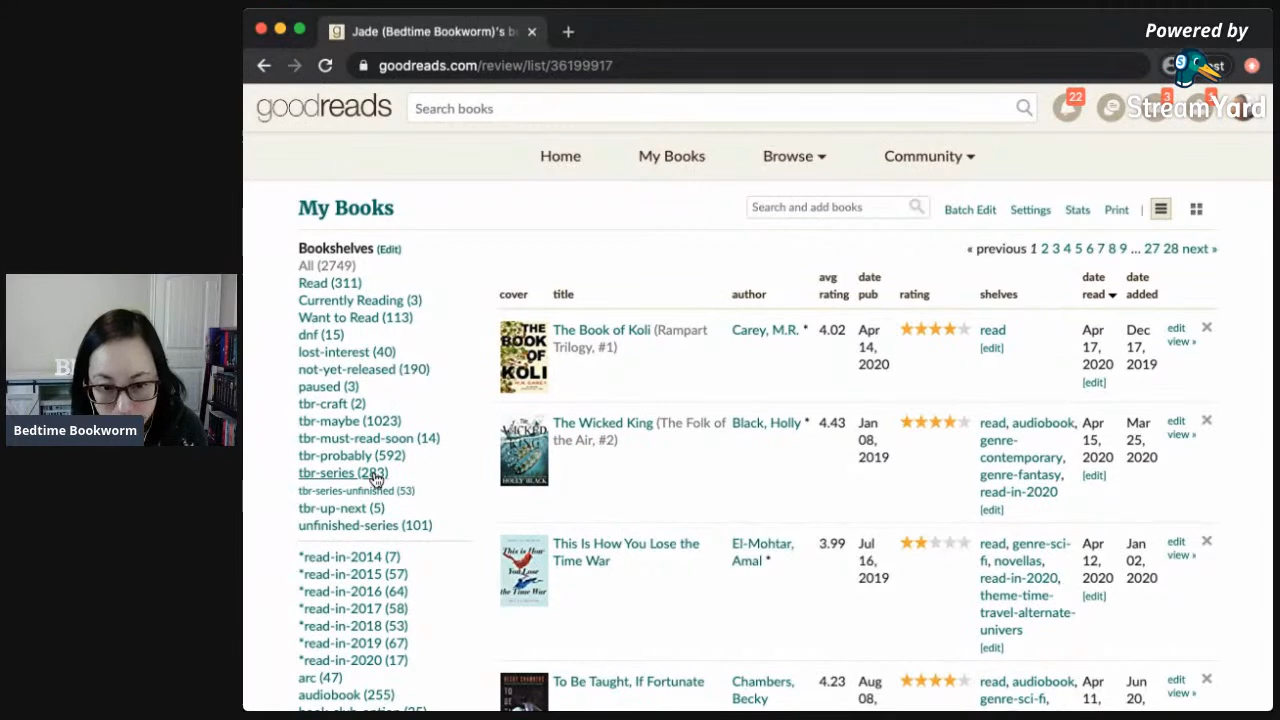 Jade (Bedtime Bookworm)'s b
Powered by
StreamYard
goodreads.com/review/list/36199917
goodreads
Search books
22
3
Home
My Books
Browse
Community
My Books
Search and add books
Batch Edit
Settings
Stats
Print
Bookshelves (Edit)
All (2749)
Read (311)
Currently Reading (3)
Want to Read (113)
dnf (15)
lost-interest (40)
not-yet-released (190)
paused (3)
tbr-craft (2)
tbr-maybe (1023)
tbr-must-read-soon (14)
tbr-probably (592)
tbr-series (283)
tbr-series-unfinished (53)
tbr-up-next (5)
unfinished-series (101)
*read-in-2014 (7)
*read-in-2015 (57)
*read-in-2016 (64)
*read-in-2017 (58)
*read-in-2018 (53)
*read-in-2019 (67)
*read-in-2020 (17)
arc (47)
audiobook (255)
« previous 1 2 3 4 5 6 7 8 9 … 27 28 next »
cover
title
author
avg rating
date pub
rating
shelves
date read
date added
THE BOOK OF KOLI
The Book of Koli (Rampart
Trilogy, #1)
Carey, M.R. *
4.02
Apr 14, 2020
read
[edit]
Apr 17, 2020
[edit]
Dec 17, 2019
edit
view »
The Wicked King (The Folk of
the Air, #2)
Black, Holly *
4.43
Jan 08, 2019
read, audiobook,
genre-
contemporary,
genre-fantasy,
read-in-2020
[edit]
Apr 15, 2020
[edit]
Mar 25, 2020
edit
view »
This Is How You Lose the
Time War
El-Mohtar,
Amal *
3.99
Jul 16, 2019
read, genre-sci-
fi, novellas,
read-in-2020,
theme-time-
travel-alternate-
univers
[edit]
Apr 12, 2020
[edit]
Jan 02, 2020
edit
view »
To Be Taught, If Fortunate
Chambers,
Becky
4.23
Aug 08,
read, audiobook,
genre-sci-fi,
Apr 11,
Jun 20,
edit
view »
Bedtime Bookworm